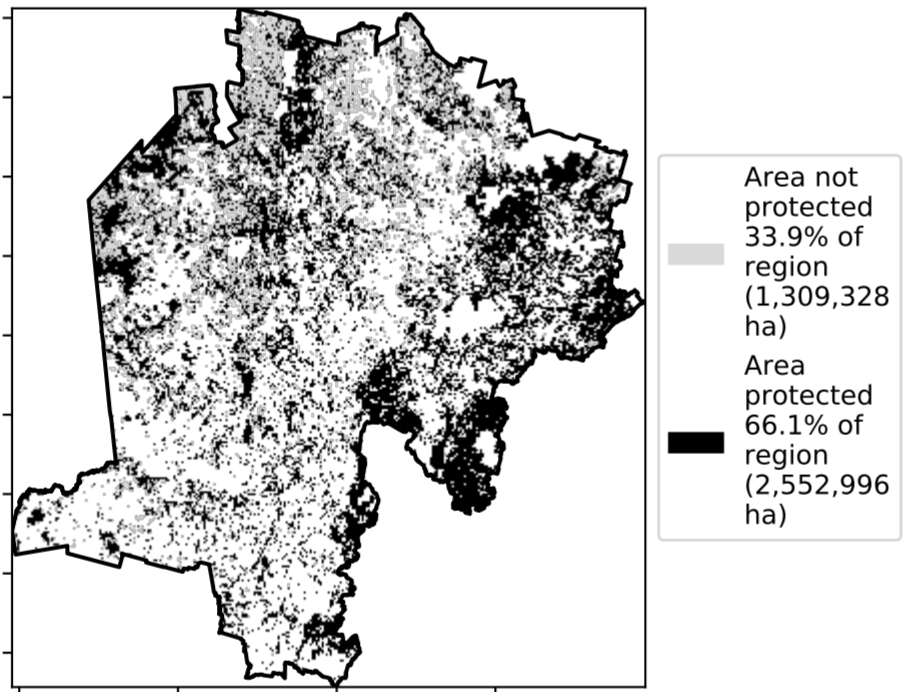 Area not
protected
33.9% of
region
(1,309,328
ha)
Area
protected
66.1% of
region
(2,552,996
ha)